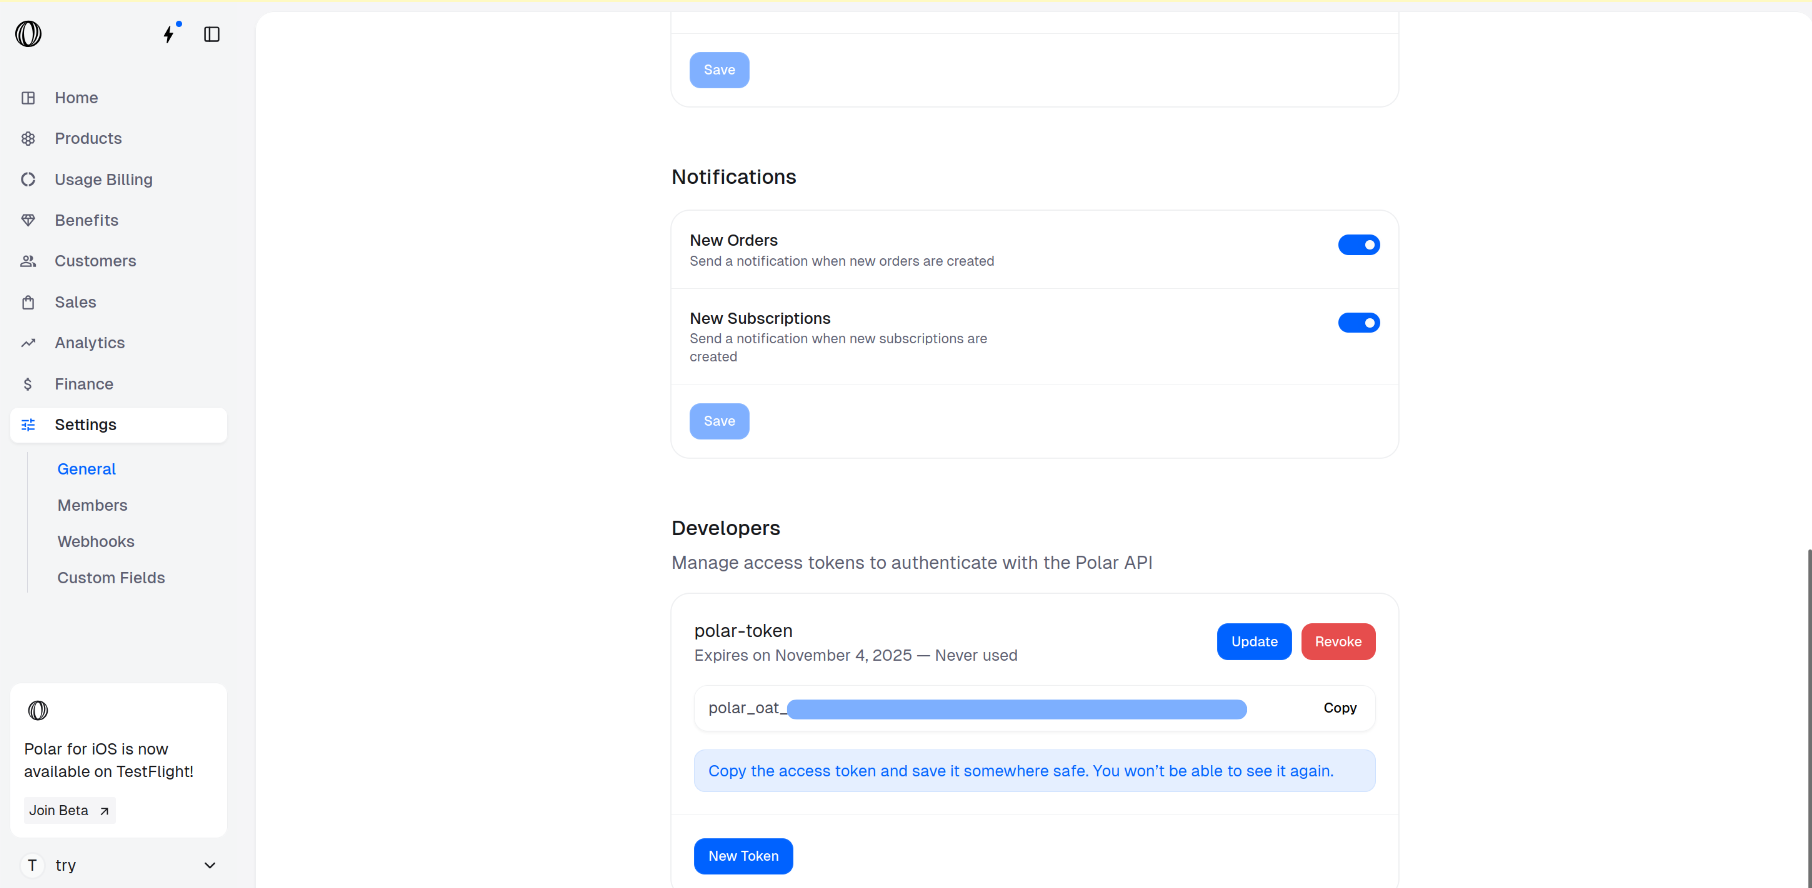 Home
Products
Usage Billing
Benefits
Customers
Sales
Analytics
Finance
Settings
General
Members
Webhooks
Custom Fields
Polar for iOS is now
available on TestFlight!
Join Beta
T try
Save
Notifications
New Orders
Send a notification when new orders are created
New Subscriptions
Send a notification when new subscriptions are
created
Save
Developers
Manage access tokens to authenticate with the Polar API
polar-token
Expires on November 4, 2025 — Never used
Update Revoke
polar_oat_
Copy
Copy the access token and save it somewhere safe. You won’t be able to see it again.
New Token